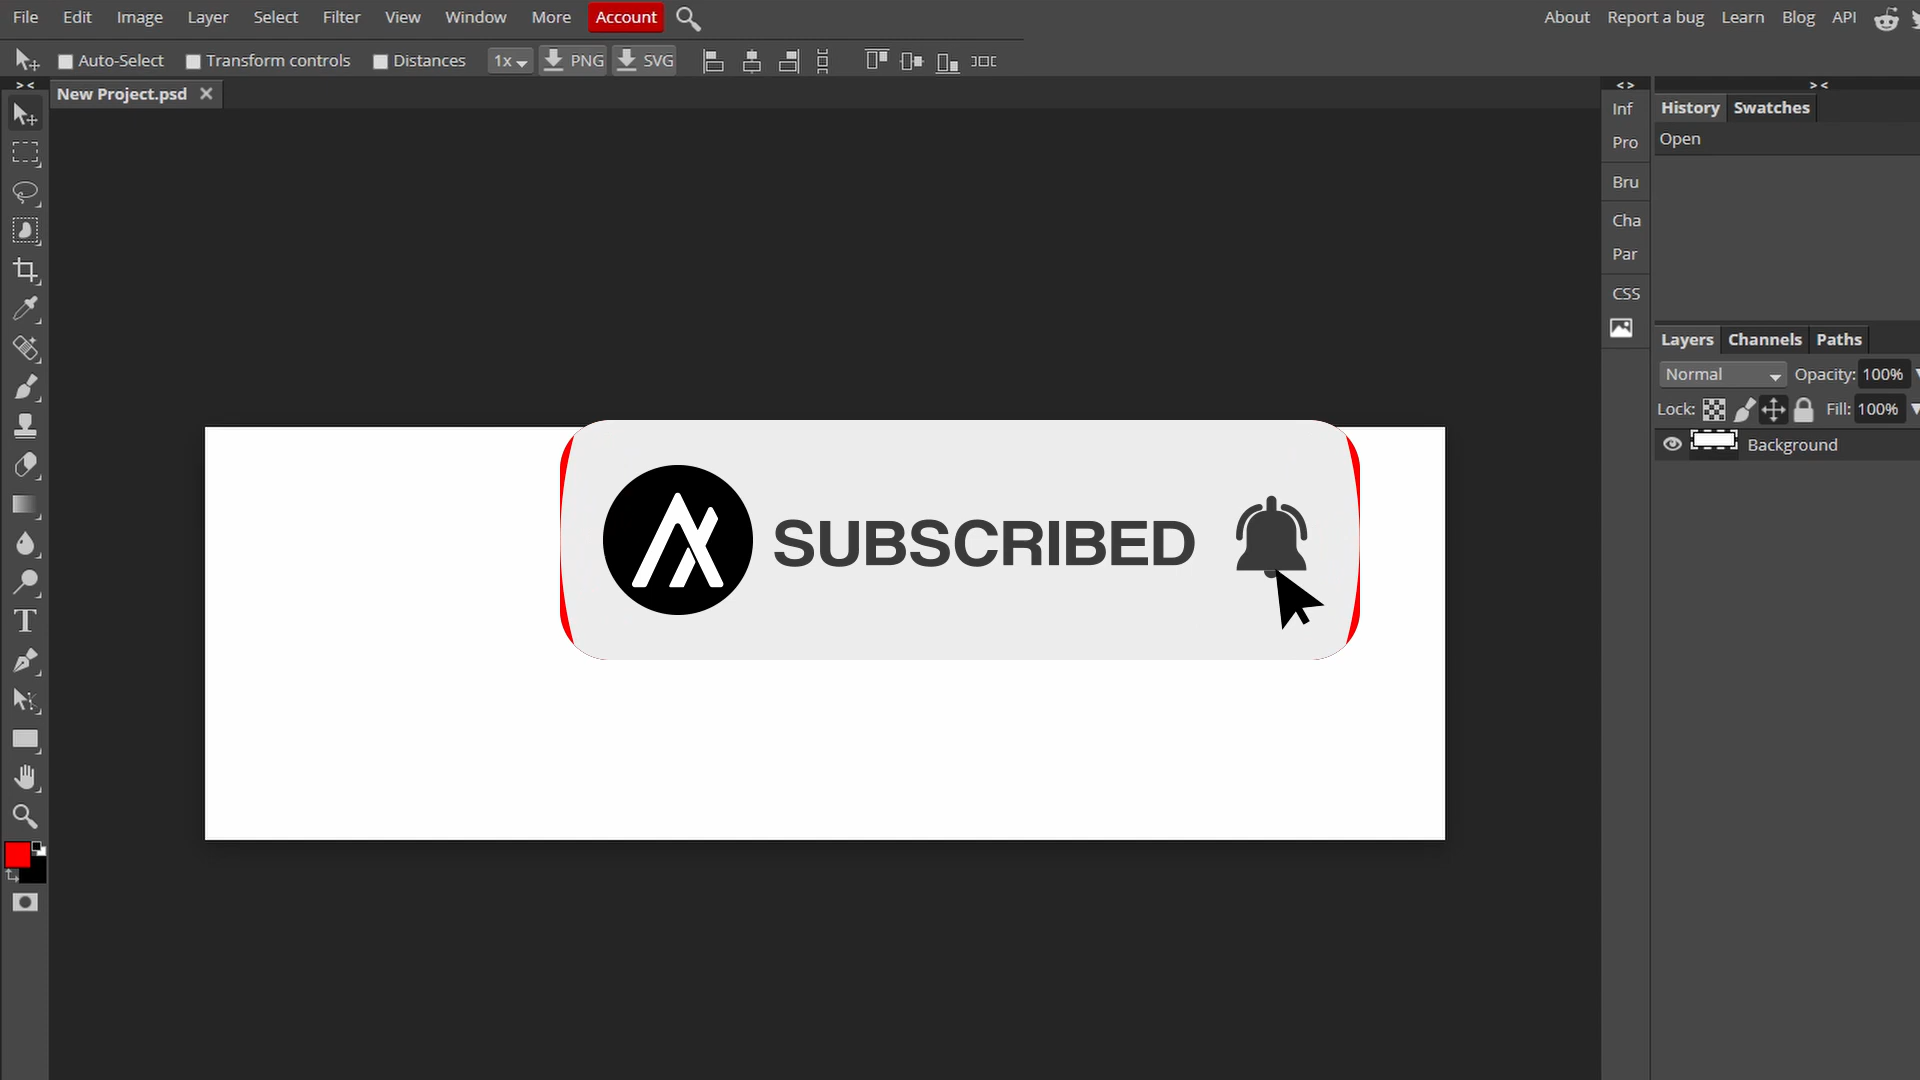 File Edit Image Layer Select Filter View Window More Account About Report a bug Learn Blog API
Auto-Select Transform controls Distances 1x PNG SVG
New Project.psd
Inf
Pro
Bru
Cha
Par
CSS
History Swatches
Open
Layers Channels Paths
Normal Opacity: 100%
Lock: Fill: 100%
Background
T
SUBSCRIBED